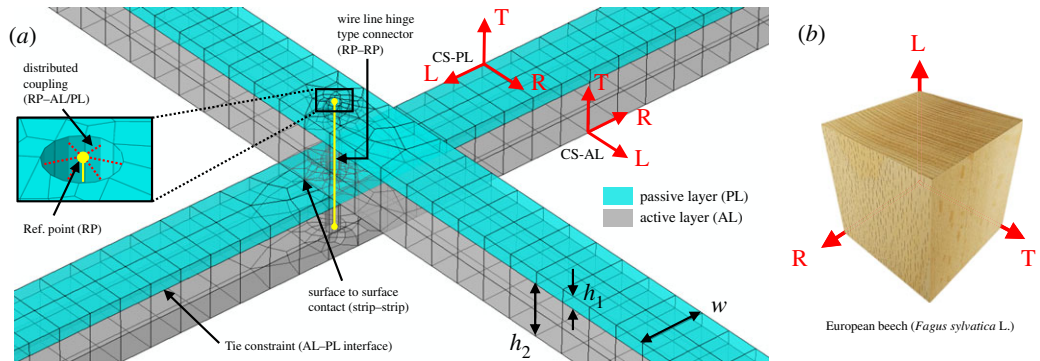 (a)
distributed
coupling
(RP–AL/PL)
Ref. point (RP)
wire line hinge
type connector
(RP–RP)
T
CS-PL
L
R
T
R
CS-AL
L
passive layer (PL)
active layer (AL)
surface to surface
contact (strip–strip)
Tie constraint (AL–PL interface)
h1
h2
w
(b)
L
R
T
European beech (Fagus sylvatica L.)